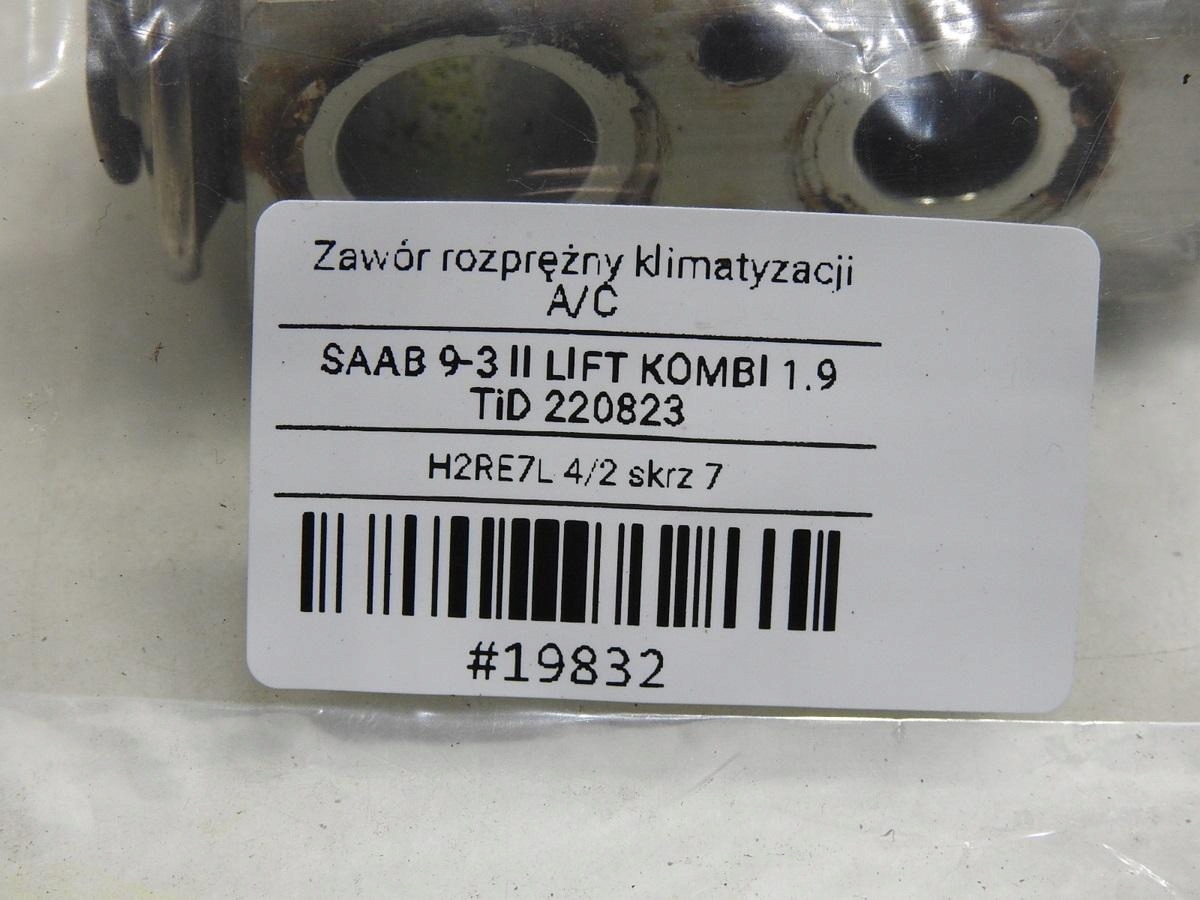 Zawór rozprężny klimatyzacji
A/C
SAAB 9-3 II LIFT KOMBI 1.9
TiD 220823
H2RE7L 4/2 skrz 7
#19832